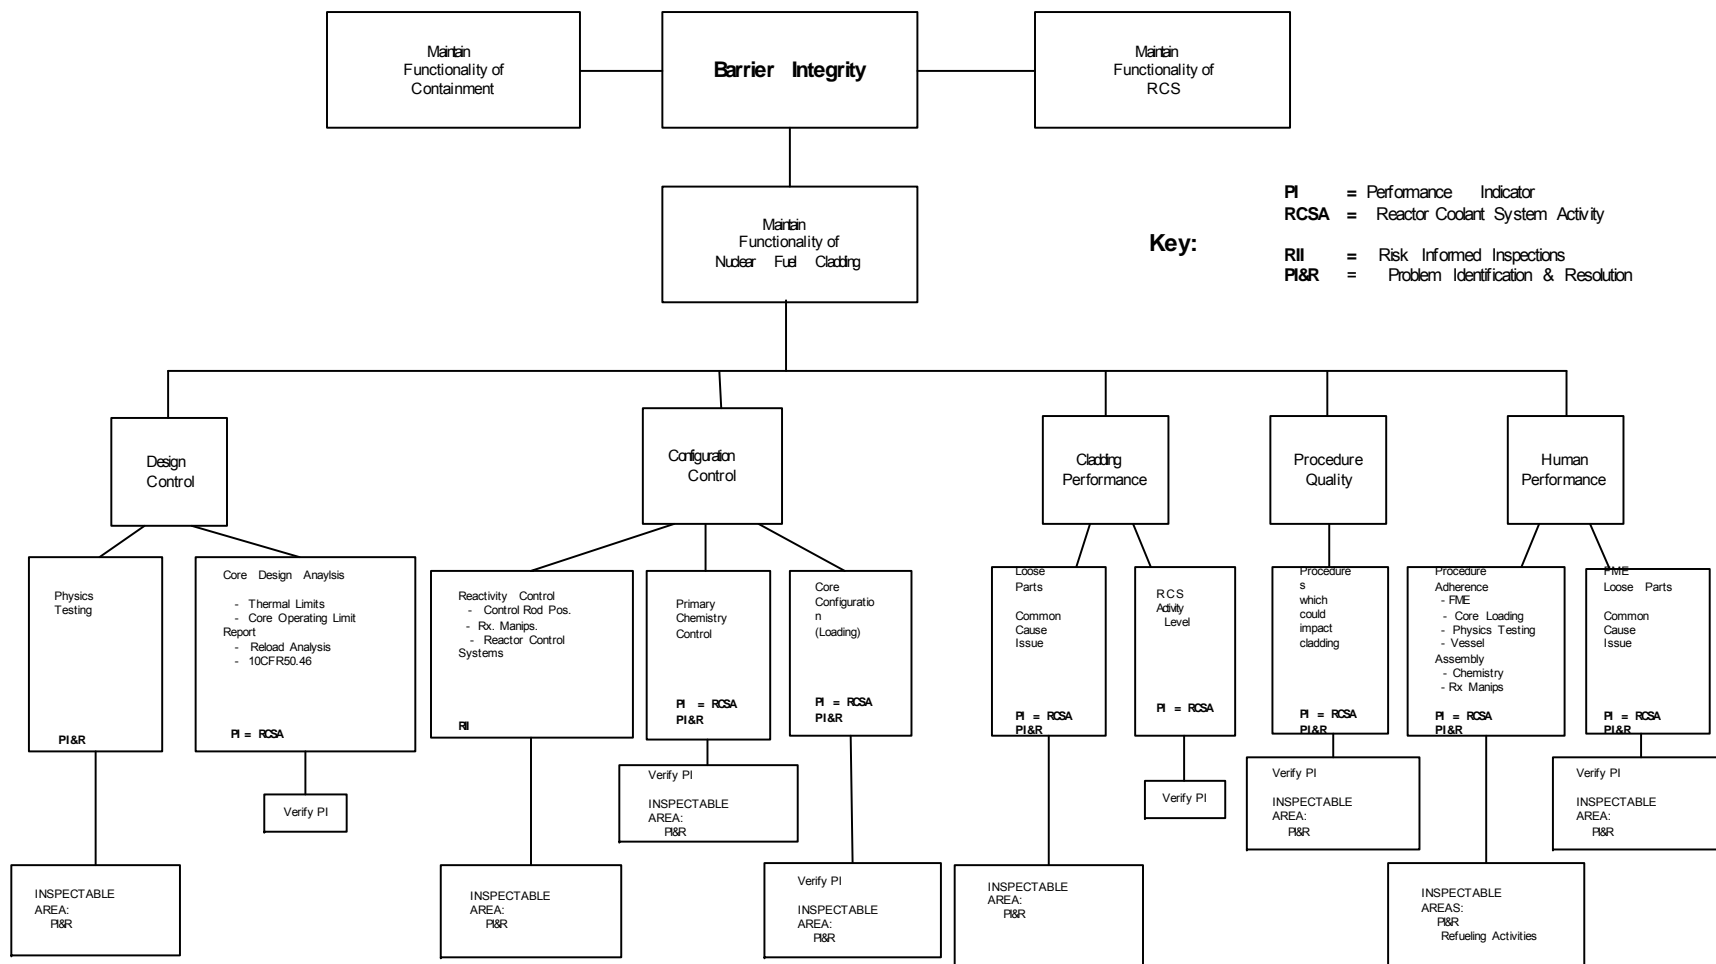 Maintain
Functionality of
Containment
Barrier Integrity
Maintain
Functionality of
RCS
Maintain
Functionality of
Nuclear Fuel Cladding
Key:
PI = Performance Indicator
RCSA = Reactor Coolant System Activity
RII = Risk Informed Inspections
PI&R = Problem Identification & Resolution
Design
Control
Configuration
Control
Cladding
Performance
Procedure
Quality
Human
Performance
Physics
Testing
PI&R
Core Design Anaylsis
- Thermal Limits
- Core Operating Limit
Report
- Reload Analysis
- 10CFR50.46
PI = RCSA
Reactivity Control
- Control Rod Pos.
- Rx. Manips.
- Reactor Control
Systems
RII
Primary
Chemistry
Control
PI = RCSA
PI&R
Core
Configuratio
n
(Loading)
PI = RCSA
PI&R
Loose
Parts
Common
Cause
Issue
PI = RCSA
PI&R
RCS
Activity
Level
PI = RCSA
Procedure
s
which
could
impact
cladding
PI = RCSA
PI&R
Procedure
Adherence
- FME
- Core Loading
- Physics Testing
- Vessel
Assembly
- Chemistry
- Rx Manips
PI = RCSA
PI&R
FME
Loose Parts
Common
Cause
Issue
PI = RCSA
PI&R
INSPECTABLE
AREA:
PI&R
Verify PI
INSPECTABLE
AREA:
PI&R
Verify PI
INSPECTABLE
AREA:
PI&R
Verify PI
INSPECTABLE
AREA:
PI&R
INSPECTABLE
AREA:
PI&R
Verify PI
Verify PI
INSPECTABLE
AREA:
PI&R
INSPECTABLE
AREAS:
PI&R
Refueling Activities
Verify PI
INSPECTABLE
AREA:
PI&R